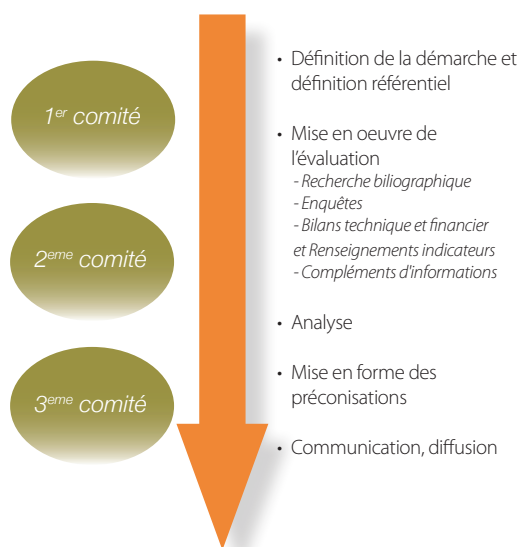 1er comité
2eme comité
3eme comité
• Définition de la démarche et
définition référentiel
• Mise en oeuvre de
l'évaluation
- Recherche biliographique
- Enquêtes
- Bilans technique et financier
et Renseignements indicateurs
- Compléments d'informations
• Analyse
• Mise en forme des
préconisations
• Communication, diffusion